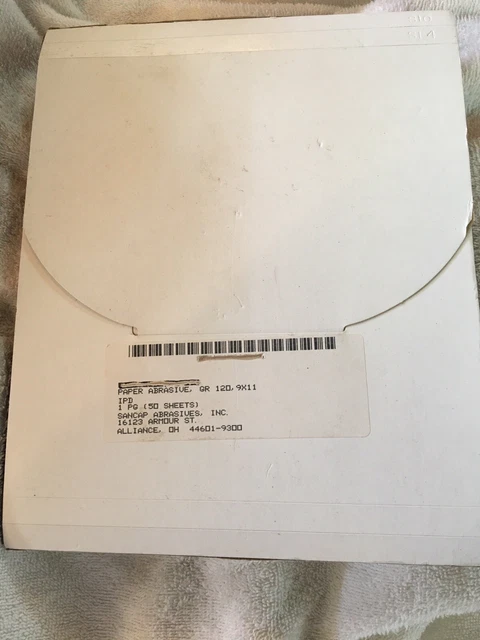 PAPER ABRASIVE, GR 120,9X11
IPD
1 PG (50 SHEETS)
SANCAP ABRASIVES, INC.
16123 ARMOUR ST.
ALLIANCE, OH 44601-9300